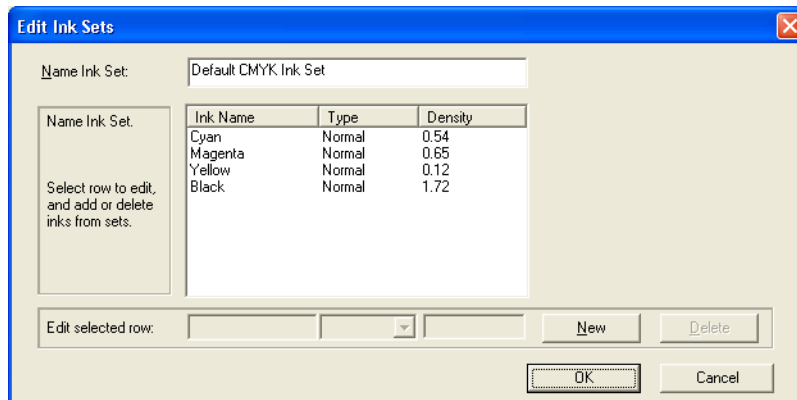 Edit Ink Sets
Name Ink Set:
Default CMYK Ink Set
Name Ink Set.
Select row to edit,
and add or delete
inks from sets.
Ink Name Type Density
Cyan Normal 0.54
Magenta Normal 0.65
Yellow Normal 0.12
Black Normal 1.72
Edit selected row:
New
Delete
OK
Cancel